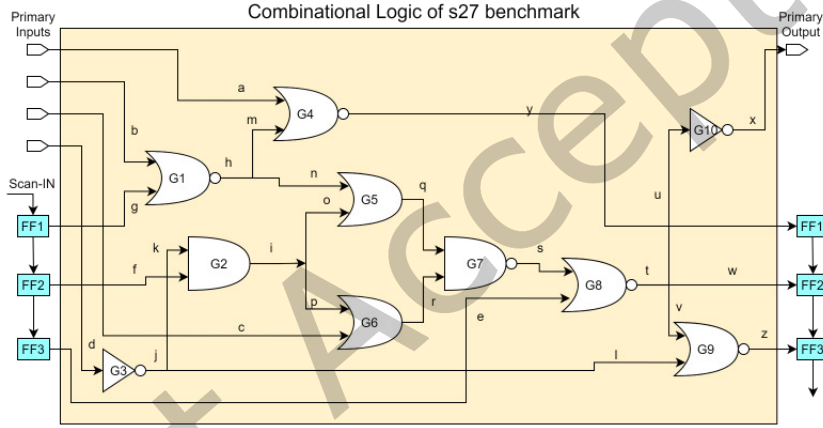 Combinational Logic of s27 benchmark
Primary
Inputs
Primary
Output
a
G4
y
G10
x
b
m
h
G1
n
q
u
Scan-IN
g
o
G5
FF1
FF1
k
i
s
G2
G7
f
G8
t
w
FF2
FF2
p
r
v
c
G6
e
d
j
l
G9
z
FF3
FF3
G3
Accept